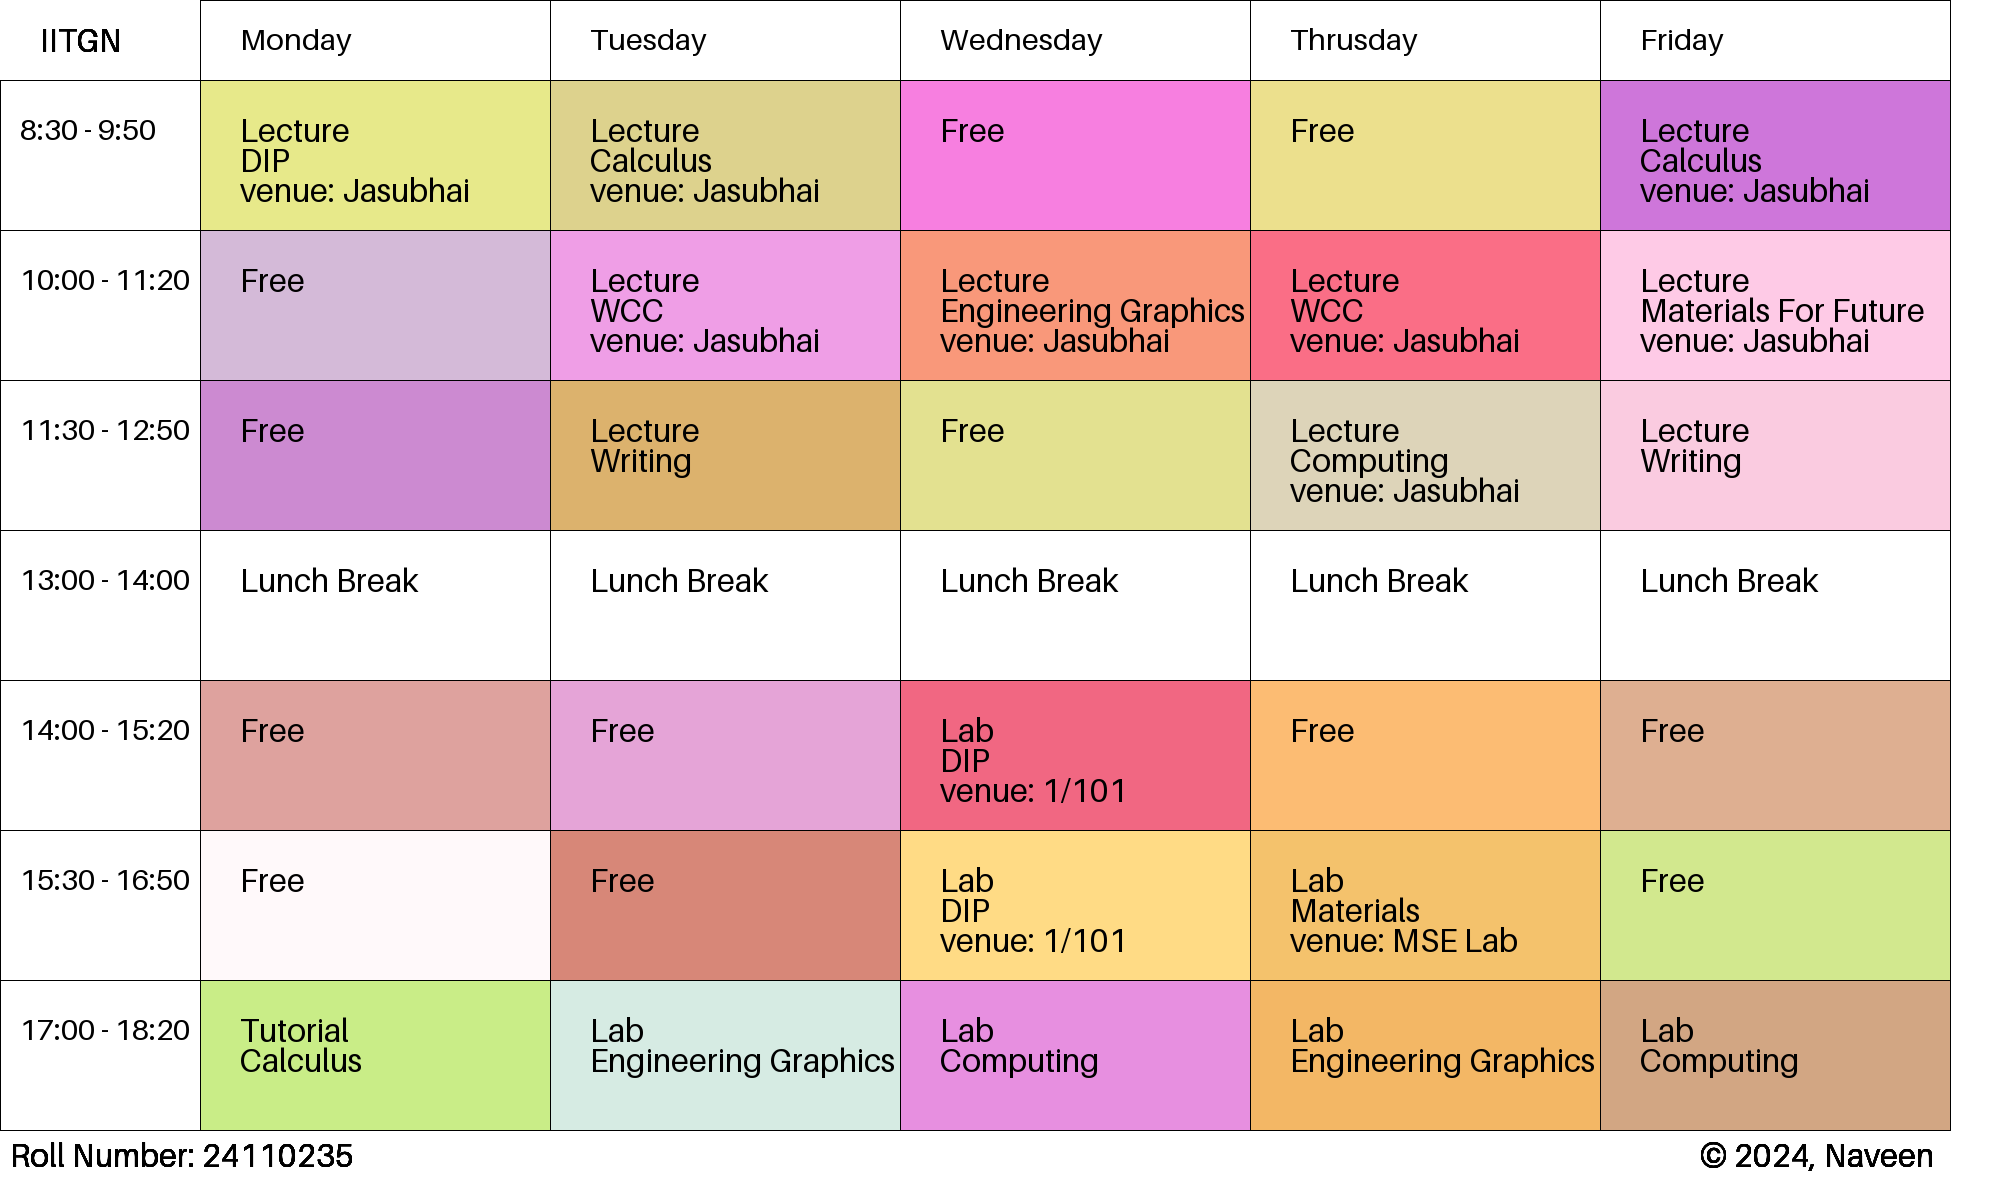 IITGN
Monday
Tuesday
Wednesday
Thrusday
Friday
8:30 - 9:50
Lecture
DIP
venue: Jasubhai
Lecture
Calculus
venue: Jasubhai
Free
Free
Lecture
Calculus
venue: Jasubhai
10:00 - 11:20
Free
Lecture
WCC
venue: Jasubhai
Lecture
Engineering Graphics
venue: Jasubhai
Lecture
WCC
venue: Jasubhai
Lecture
Materials For Future
venue: Jasubhai
11:30 - 12:50
Free
Lecture
Writing
Free
Lecture
Computing
venue: Jasubhai
Lecture
Writing
13:00 - 14:00
Lunch Break
Lunch Break
Lunch Break
Lunch Break
Lunch Break
14:00 - 15:20
Free
Free
Lab
DIP
venue: 1/101
Free
Free
15:30 - 16:50
Free
Free
Lab
DIP
venue: 1/101
Lab
Materials
venue: MSE Lab
Free
17:00 - 18:20
Tutorial
Calculus
Lab
Engineering Graphics
Lab
Computing
Lab
Engineering Graphics
Lab
Computing
Roll Number: 24110235
© 2024, Naveen